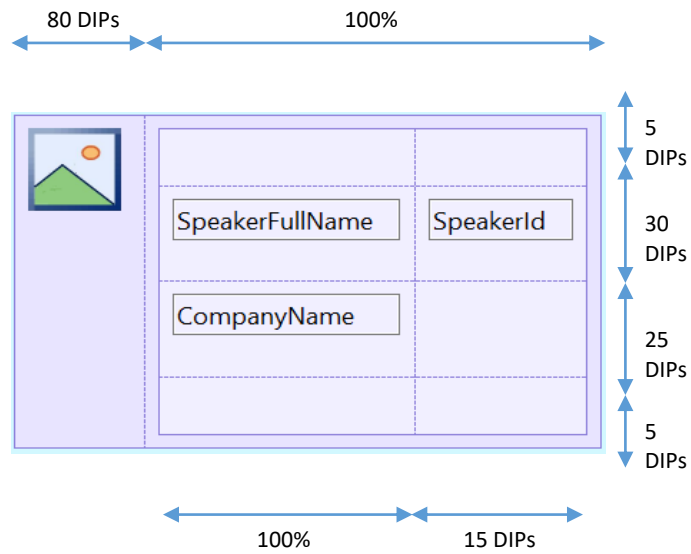 80 DIPs
100%
5
DIPs
SpeakerFullName
SpeakerId
30
DIPs
CompanyName
25
DIPs
5
DIPs
100%
15 DIPs